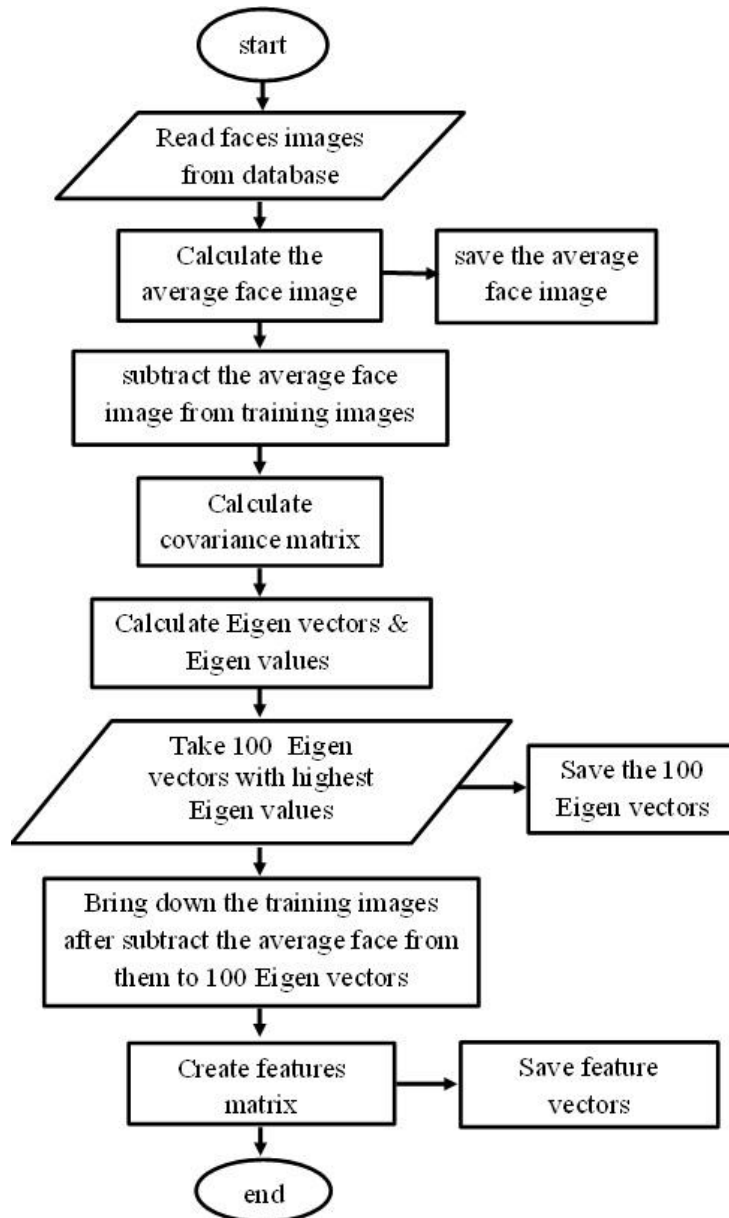 start
Read faces images
from database
Calculate the
average face image
save the average
face image
subtract the average face
image from training images
Calculate
covariance matrix
Calculate Eigen vectors &
Eigen values
Take 100 Eigen
vectors with highest
Eigen values
Save the 100
Eigen vectors
Bring down the training images
after subtract the average face from
them to 100 Eigen vectors
Create features
matrix
Save feature
vectors
end